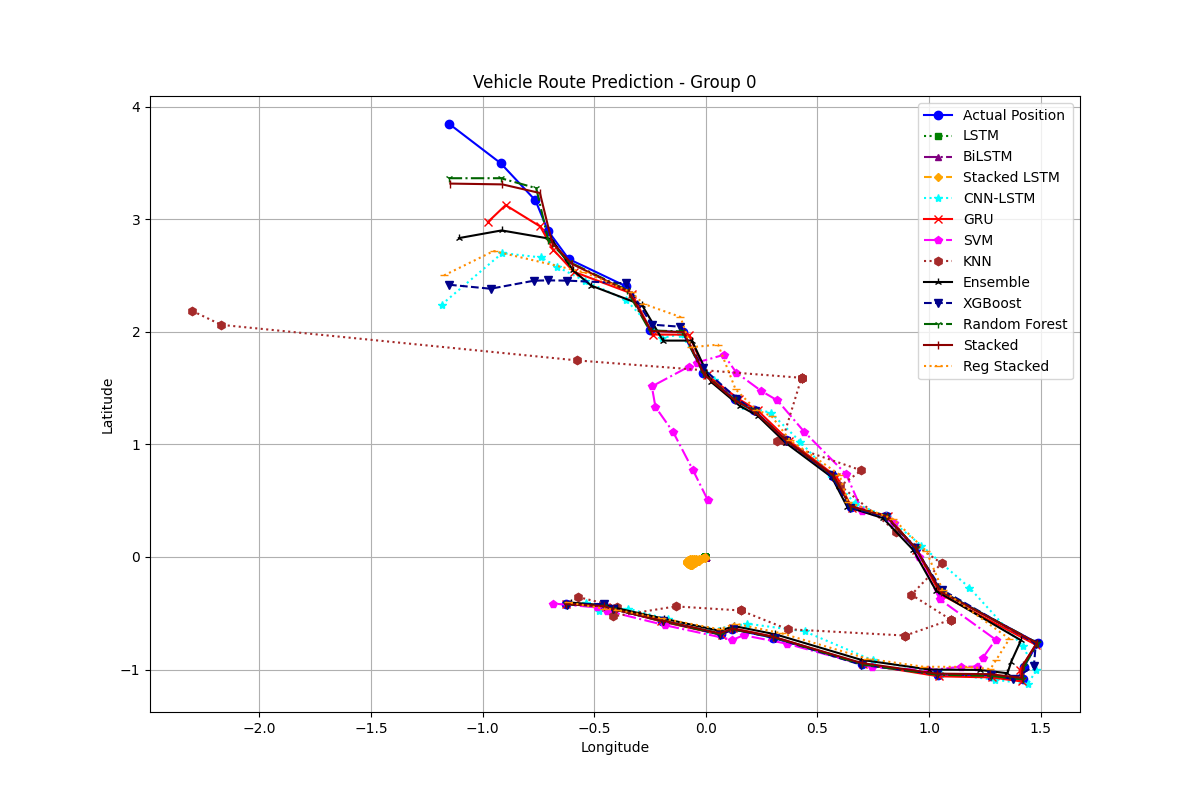 Vehicle Route Prediction - Group 0
4
3
2
1
0
−1
Latitude
−2.0
−1.5
−1.0
−0.5
0.0
0.5
1.0
1.5
Longitude
Actual Position
LSTM
BiLSTM
Stacked LSTM
CNN-LSTM
GRU
SVM
KNN
Ensemble
XGBoost
Random Forest
Stacked
Reg Stacked